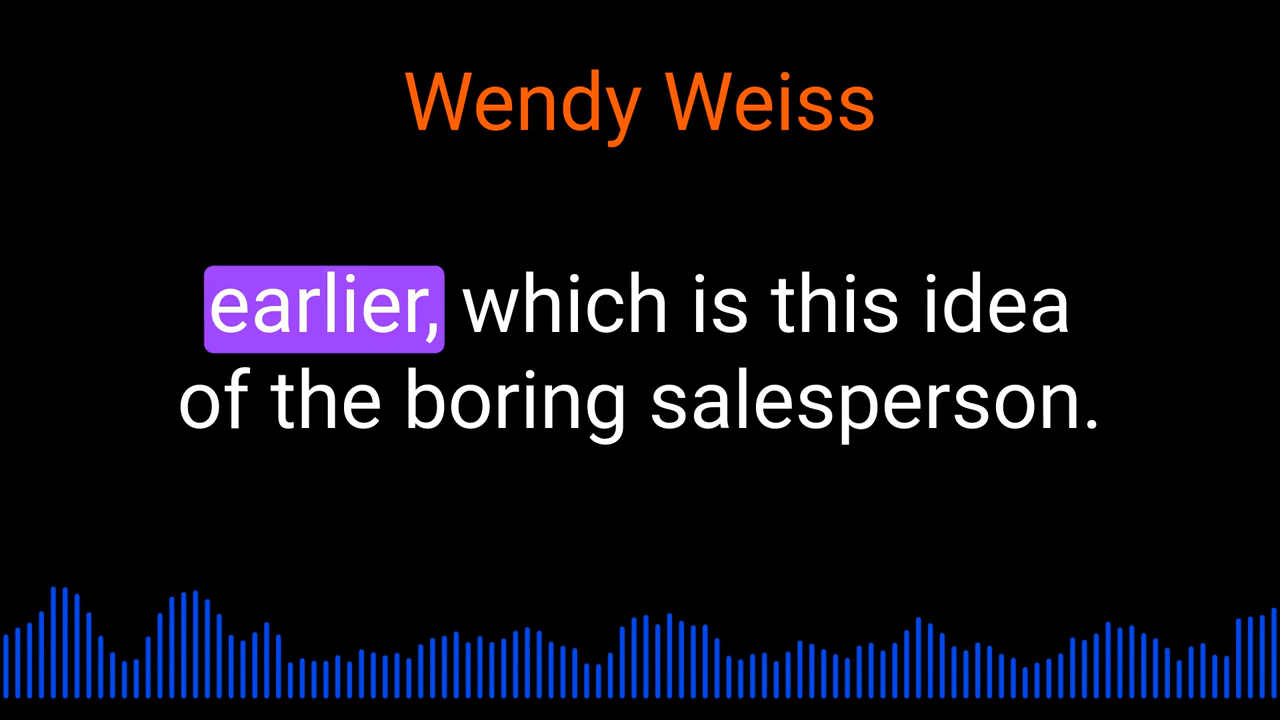 Wendy Weiss
earlier, which is this idea
of the boring salesperson.